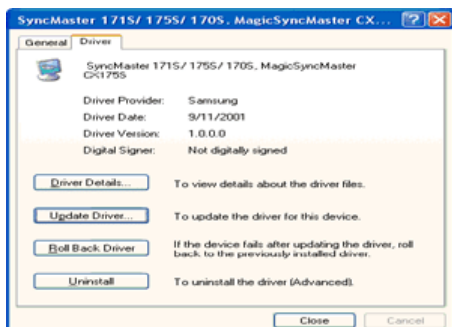 SyncMaster 171S/ 175S/ 170S, MagicSyncMaster CX...
General Driver
SyncMaster 171S/ 175S/ 170S, MagicSyncMaster
CX175S
Driver Provider: Samsung
Driver Date: 9/11/2001
Driver Version: 1.0.0.0
Digital Signer: Not digitally signed
Driver Details... To view details about the driver files.
Update Driver... To update the driver for this device.
Roll Back Driver If the device fails after updating the driver, roll
back to the previously installed driver.
Uninstall To uninstall the driver (Advanced).
Close Cancel